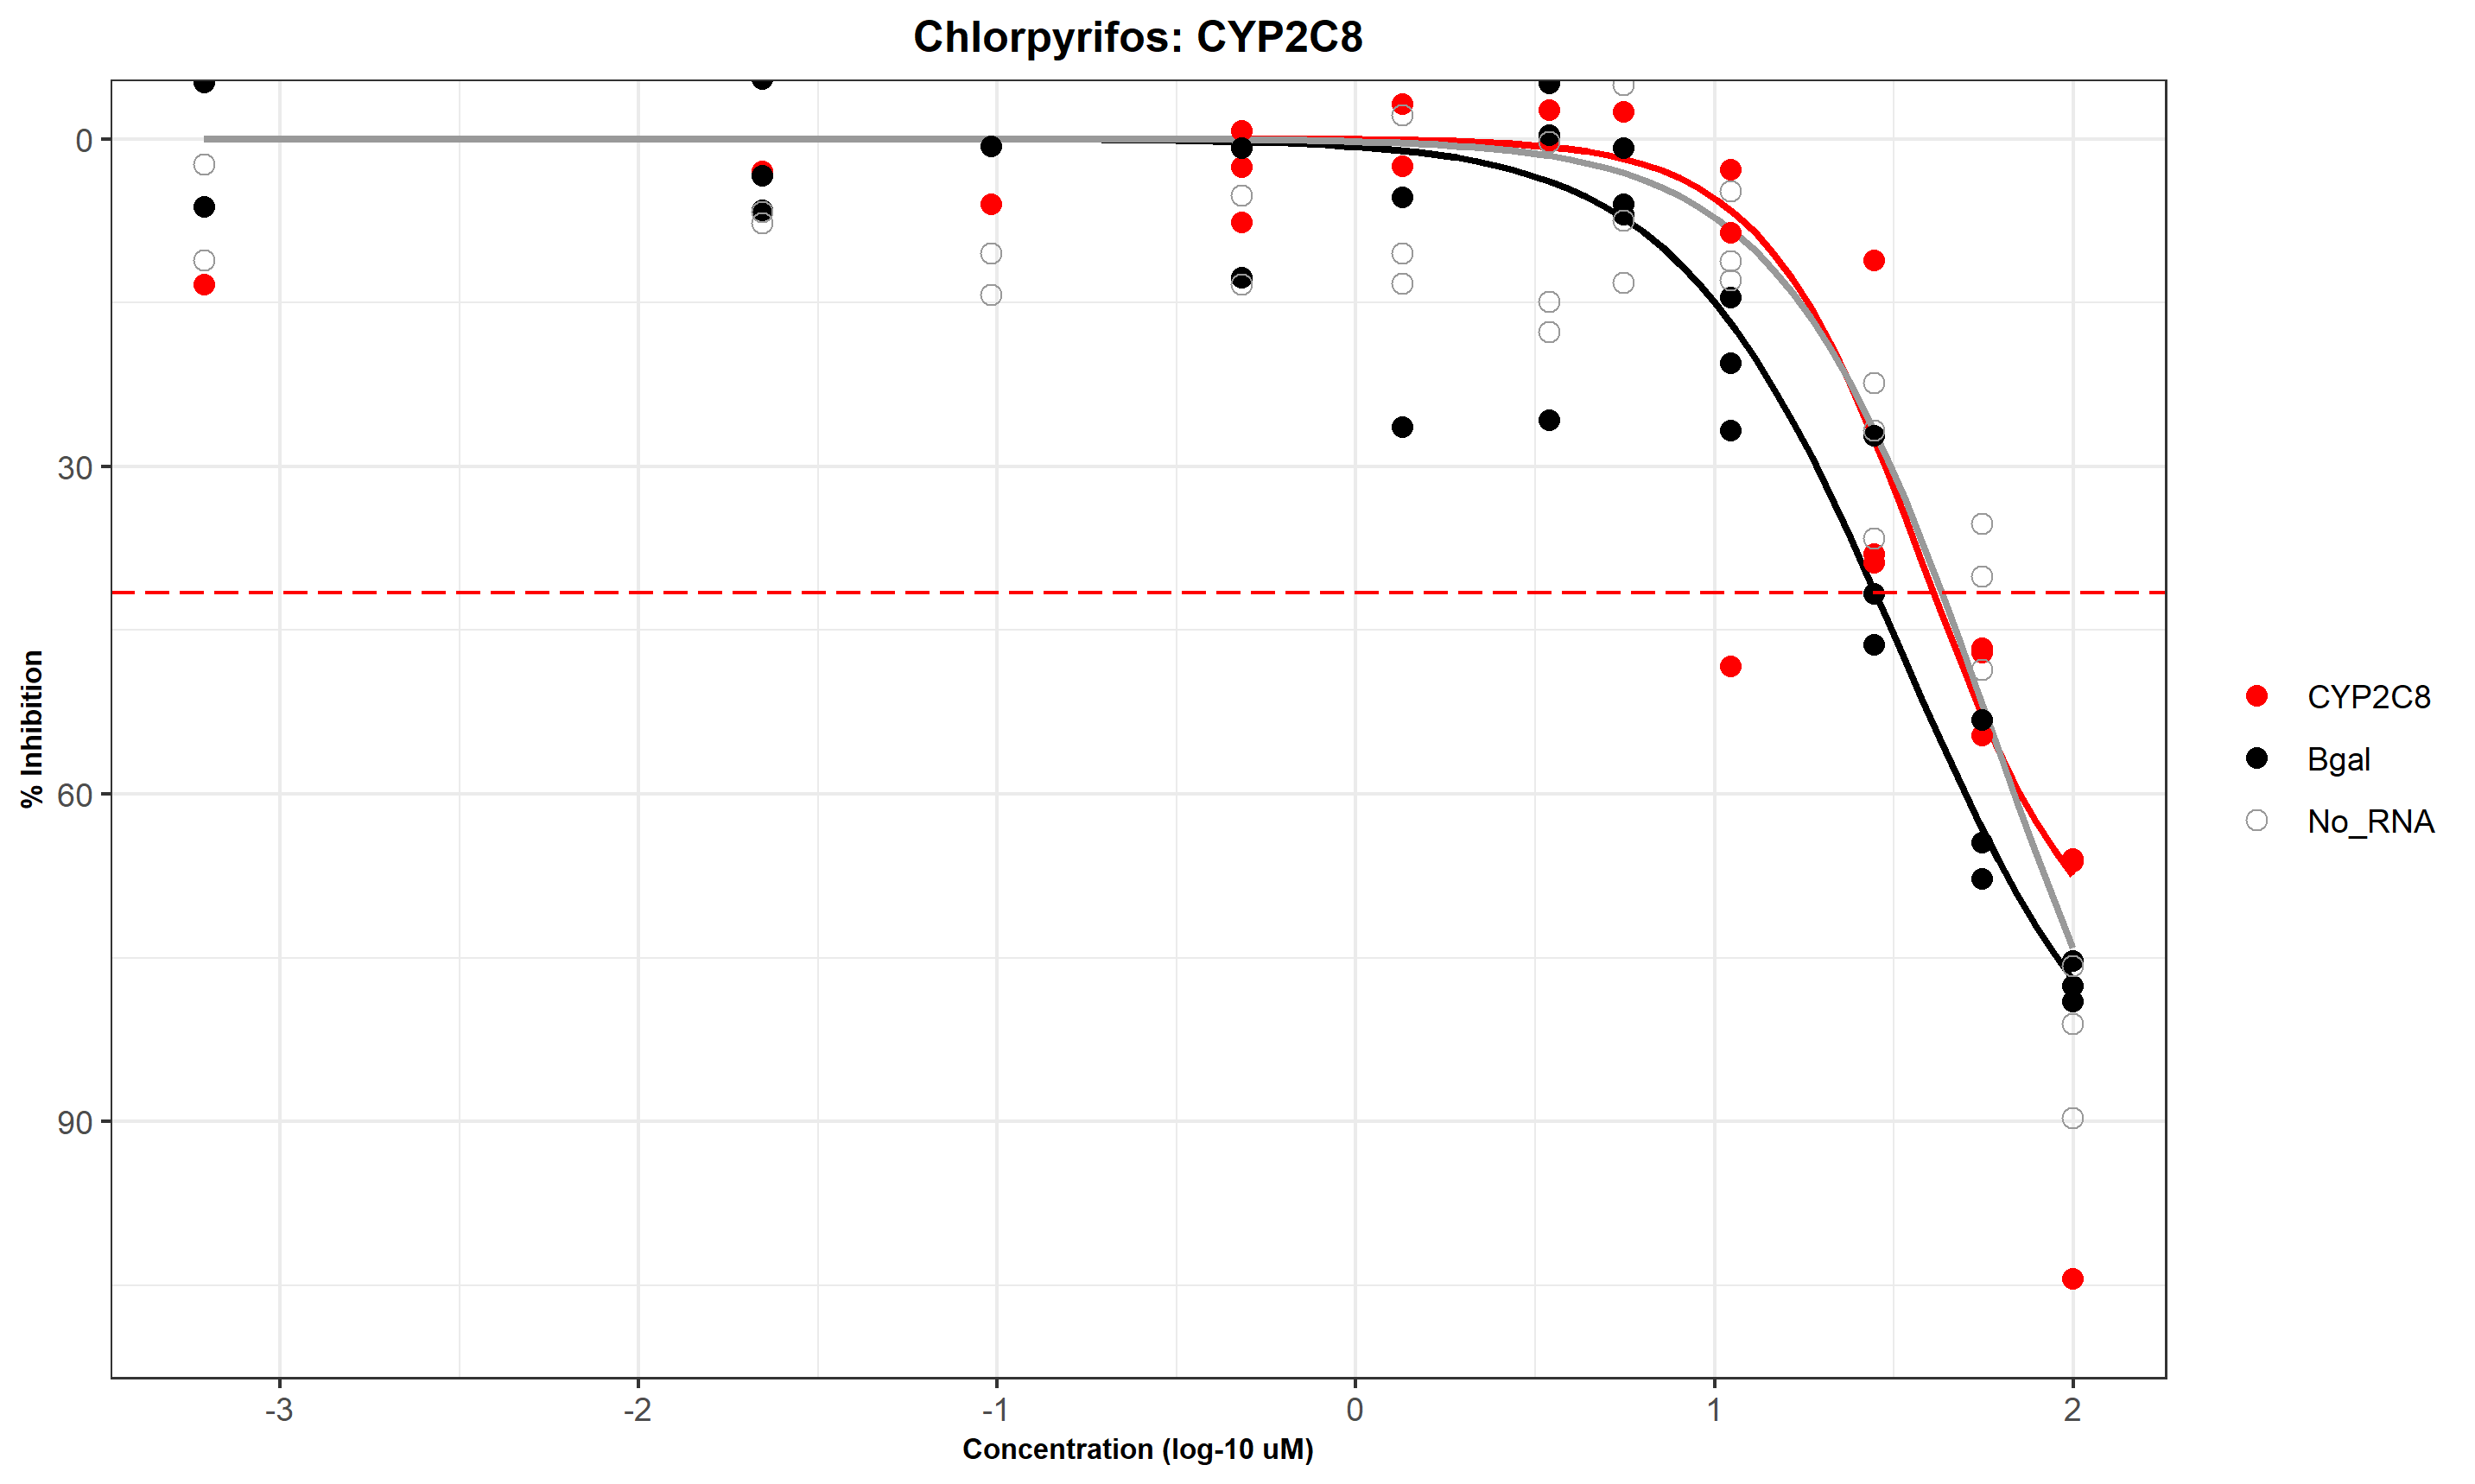 Chlorpyrifos: CYP2C8
% Inhibition
0
30
60
90
-3
-2
-1
0
1
2
Concentration (log-10 uM)
CYP2C8
Bgal
No_RNA